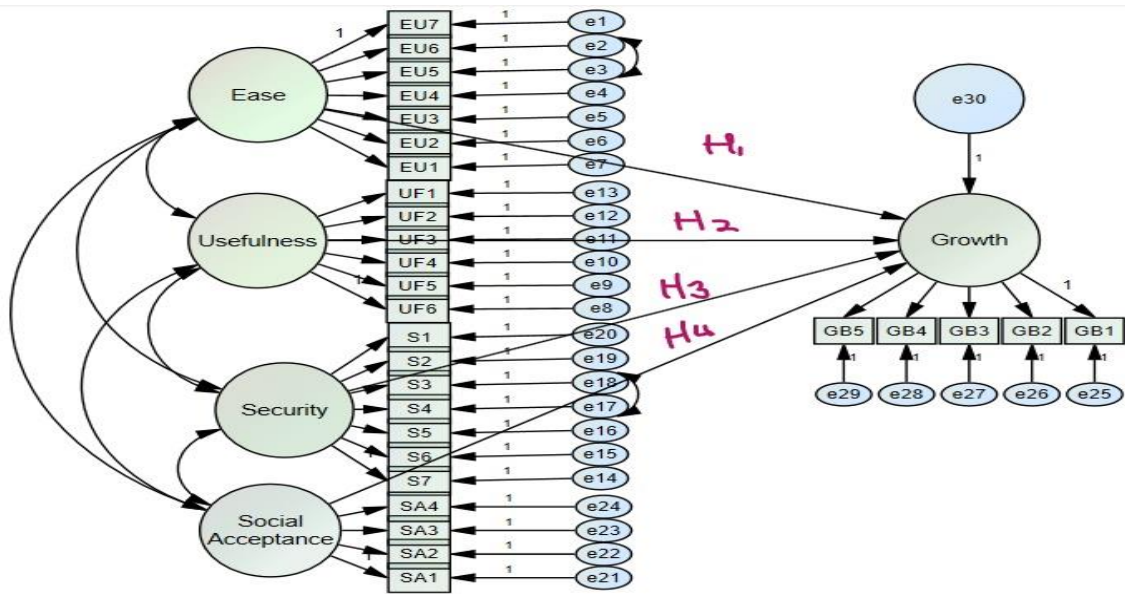 1 EU7 1 e1
EU6 1 e2
EU5 1 e3
Ease EU4 1 e4
EU3 1 e5
EU2 1 e6
EU1 1 e7
H1
e30
1
UF1 1 e13
UF2 1 e12
Usefulness UF3 1 e11
H2
Growth
UF4 1 e10
1 UF5 1 e9
UF6 1 e8
H3
1
S1 1 e20
H4
GB5 GB4 GB3 GB2 GB1
S2 1 e19
1 1 1 1 1
S3 1 e18
e29 e28 e27 e26 e25
Security S4 1 e17
S5 1 e16
S6 1 e15
S7 1 e14
SA4 1 e24
Social
Acceptance
SA3 1 e23
1 SA2 1 e22
SA1 1 e21